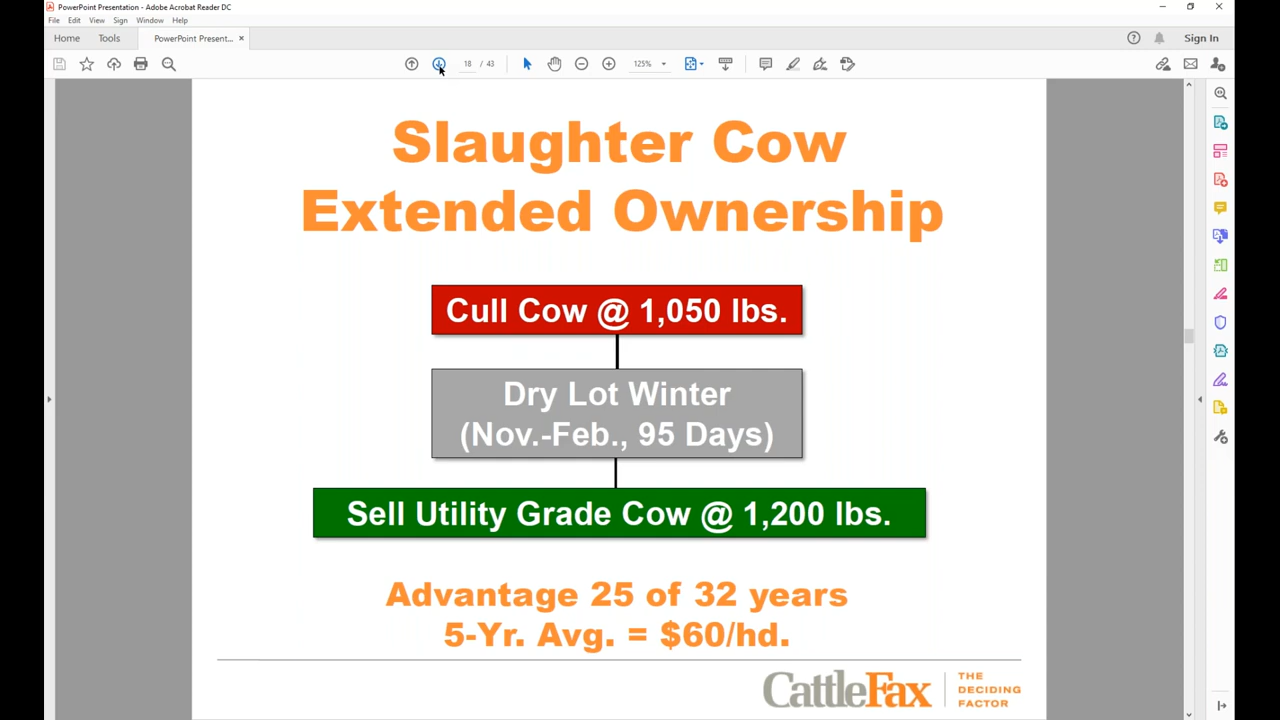 PowerPoint Presentation - Adobe Acrobat Reader DC
File Edit View Sign Window Help
Home Tools PowerPoint Present... × Sign In
18 / 43 125%
Slaughter Cow
Extended Ownership
Cull Cow @ 1,050 lbs.
Dry Lot Winter
(Nov.-Feb., 95 Days)
Sell Utility Grade Cow @ 1,200 lbs.
Advantage 25 of 32 years
5-Yr. Avg. = $60/hd.
CattleFax
THE
DECIDING
FACTOR